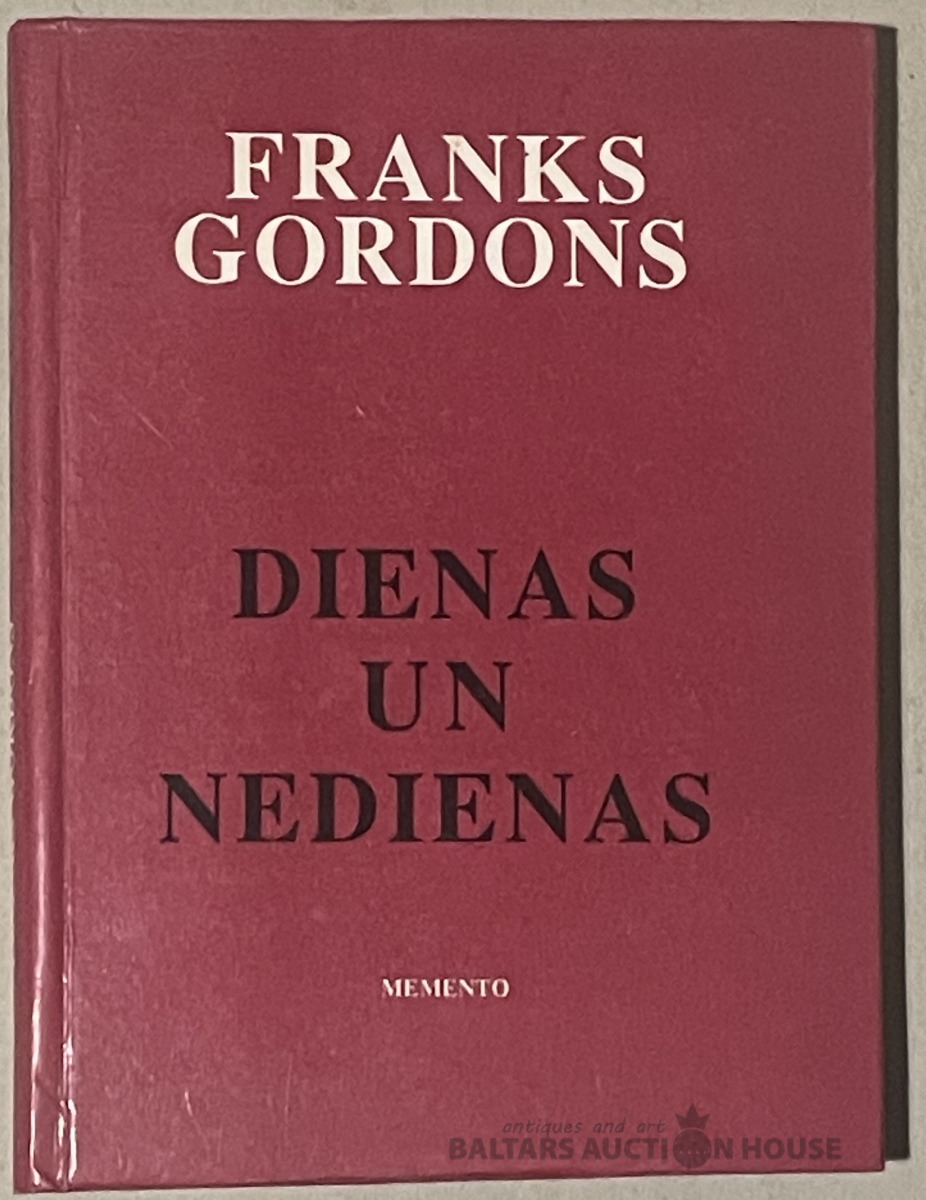 FRANKS
GORDONS
DIENAS
UN
NEDIENAS
MEMENTO
antiques and art
BALTARS AUCTION HOUSE